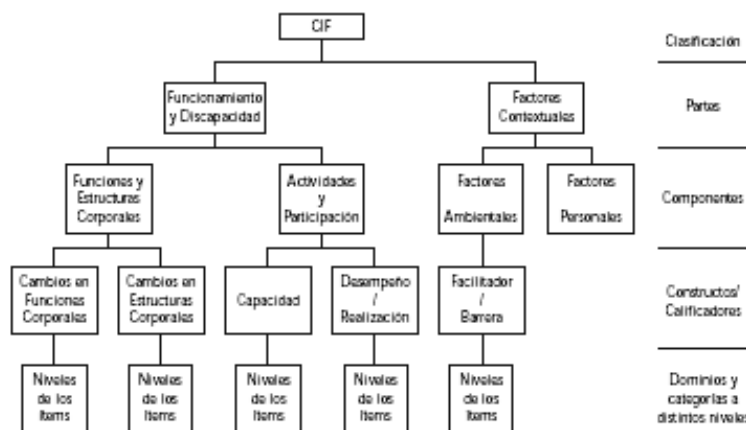 CIF
Clasificación
Funcionamiento
y Discapacidad
Factores
Contextuales
Partes
Funciones y
Estructuras
Corporales
Actividades
y
Participación
Factores
Ambientales
Factores
Personales
Componentes
Cambios en
Funciones
Corporales
Cambios en
Estructuras
Corporales
Capacidad
Desempeño
/
Realización
Facilitador
/
Barrera
Constructos/
Calificadores
Niveles
de los
Items
Niveles
de los
Items
Niveles
de los
Items
Niveles
de los
Items
Niveles
de los
Items
Dominios y
categorías a
distintos niveles